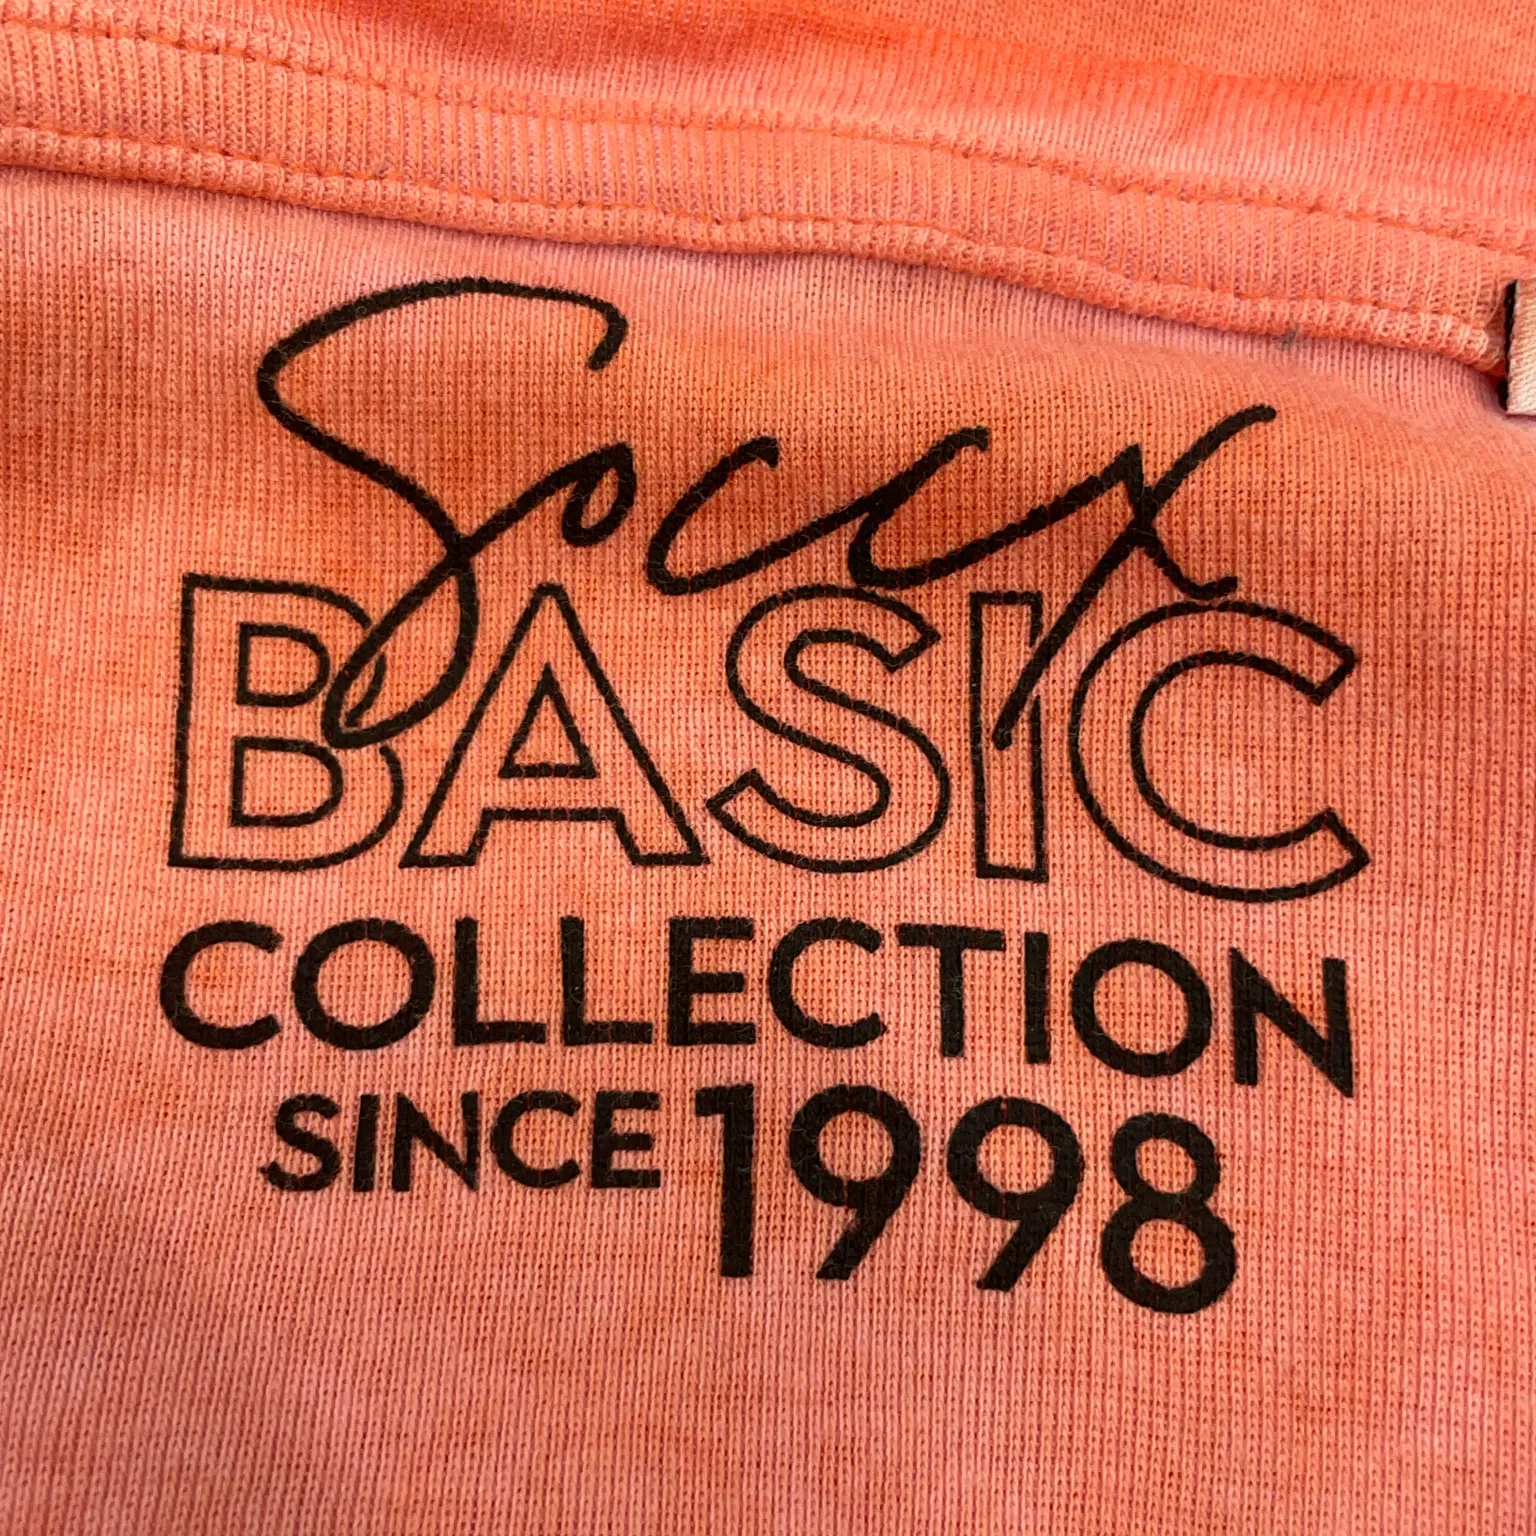 Soccx
BASIC
COLLECTION
SINCE 1998